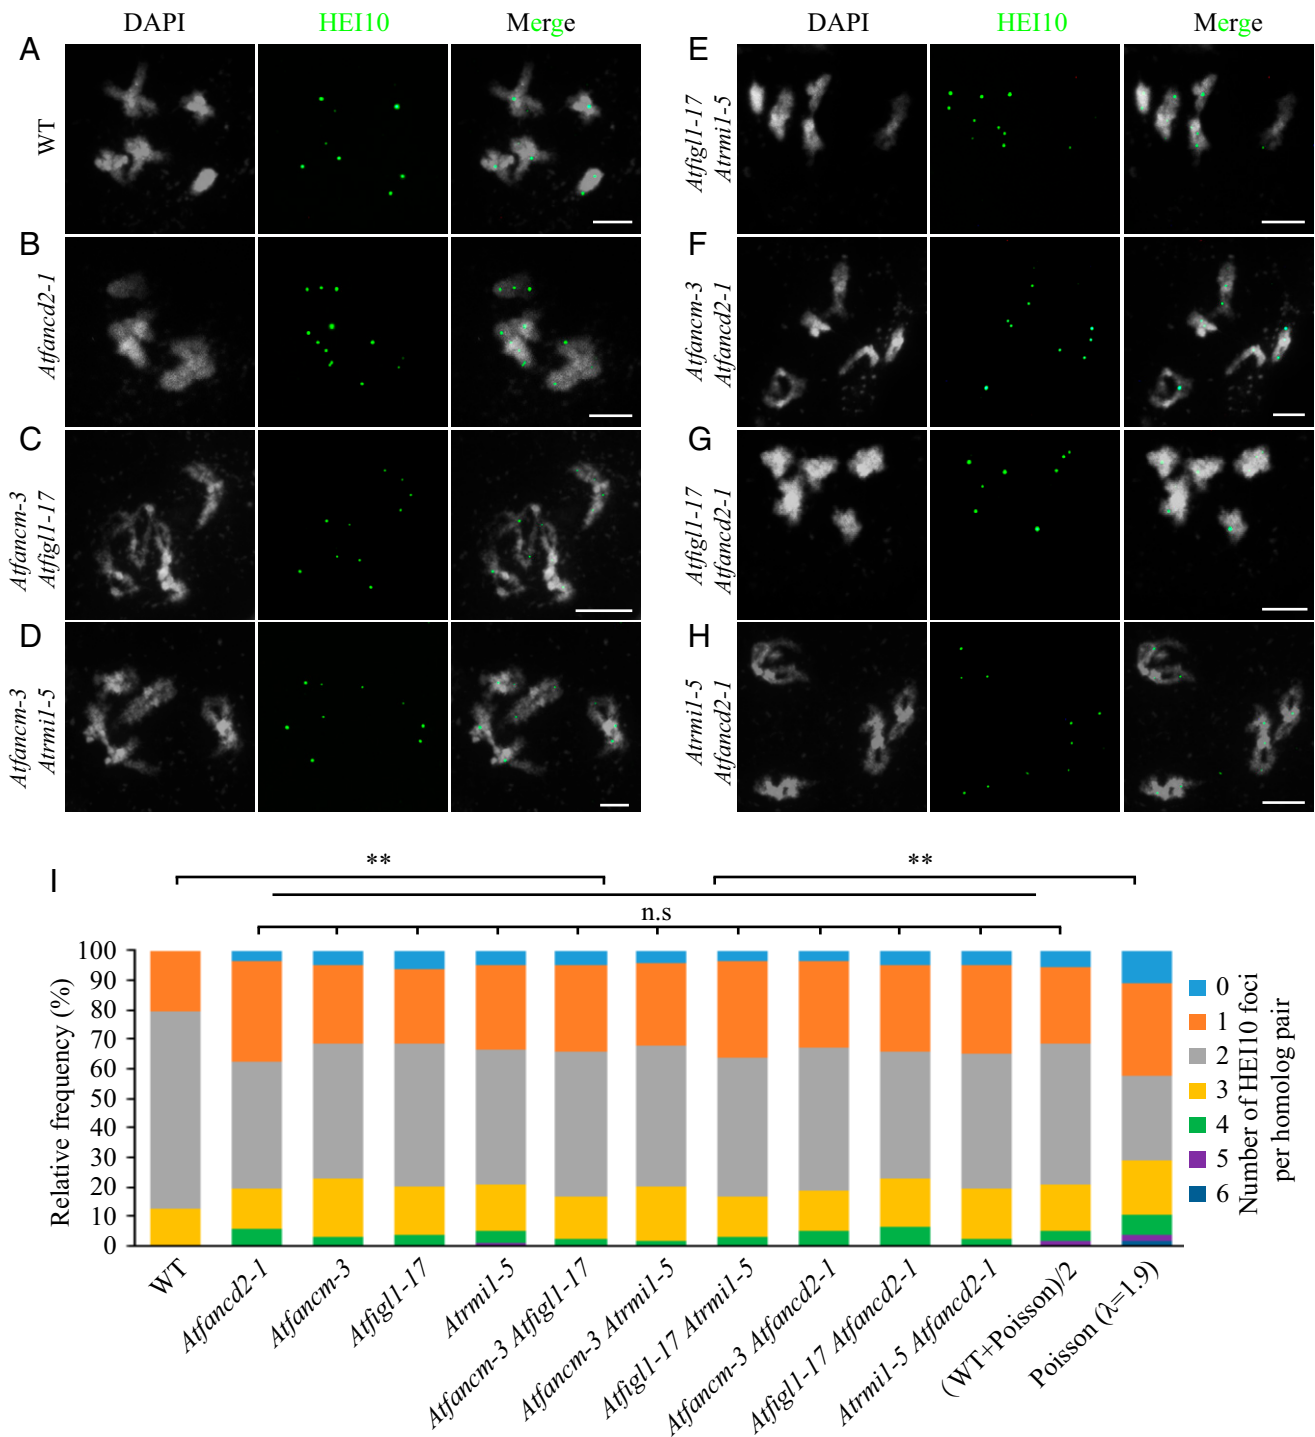 DAPI HEI10 Merge DAPI HEI10 Merge
A WT
E Atfigl1-17 Atrmi1-5
B Atfancd2-1
F Atfancm-3 Atfancd2-1
C Atfancm-3 Atfigl1-17
G Atfigl1-17 Atfancd2-1
D Atfancm-3 Atrmi1-5
H Atrmi1-5 Atfancd2-1
I
** **
n.s
Relative frequency (%)
100
90
80
70
60
50
40
30
20
10
0
0
1
2
3
4
5
6
Number of HEI10 foci
per homolog pair
WT
Atfancd2-1
Atfancm-3
Atfigl1-17
Atrmi1-5
Atfancm-3 Atfigl1-17
Atfancm-3 Atrmi1-5
Atfigl1-17 Atrmi1-5
Atfancm-3 Atfancd2-1
Atfigl1-17 Atfancd2-1
Atrmi1-5 Atfancd2-1
(WT+Poisson)/2
Poisson (λ=1.9)